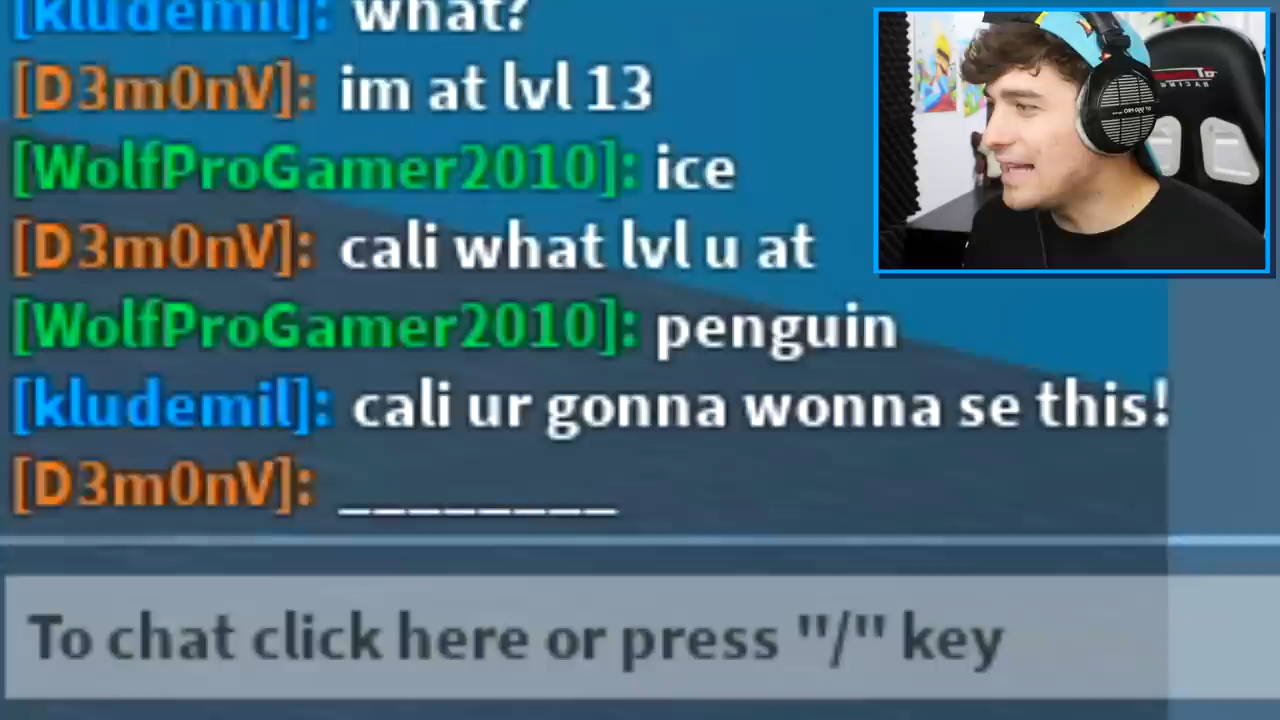 [kludemil]: what?
[D3m0nV]: im at lvl 13
[WolfProGamer2010]: ice
[D3m0nV]: cali what lvl u at
[WolfProGamer2010]: penguin
[kludemil]: cali ur gonna wonna se this!
[D3m0nV]: ________
To chat click here or press "/" key